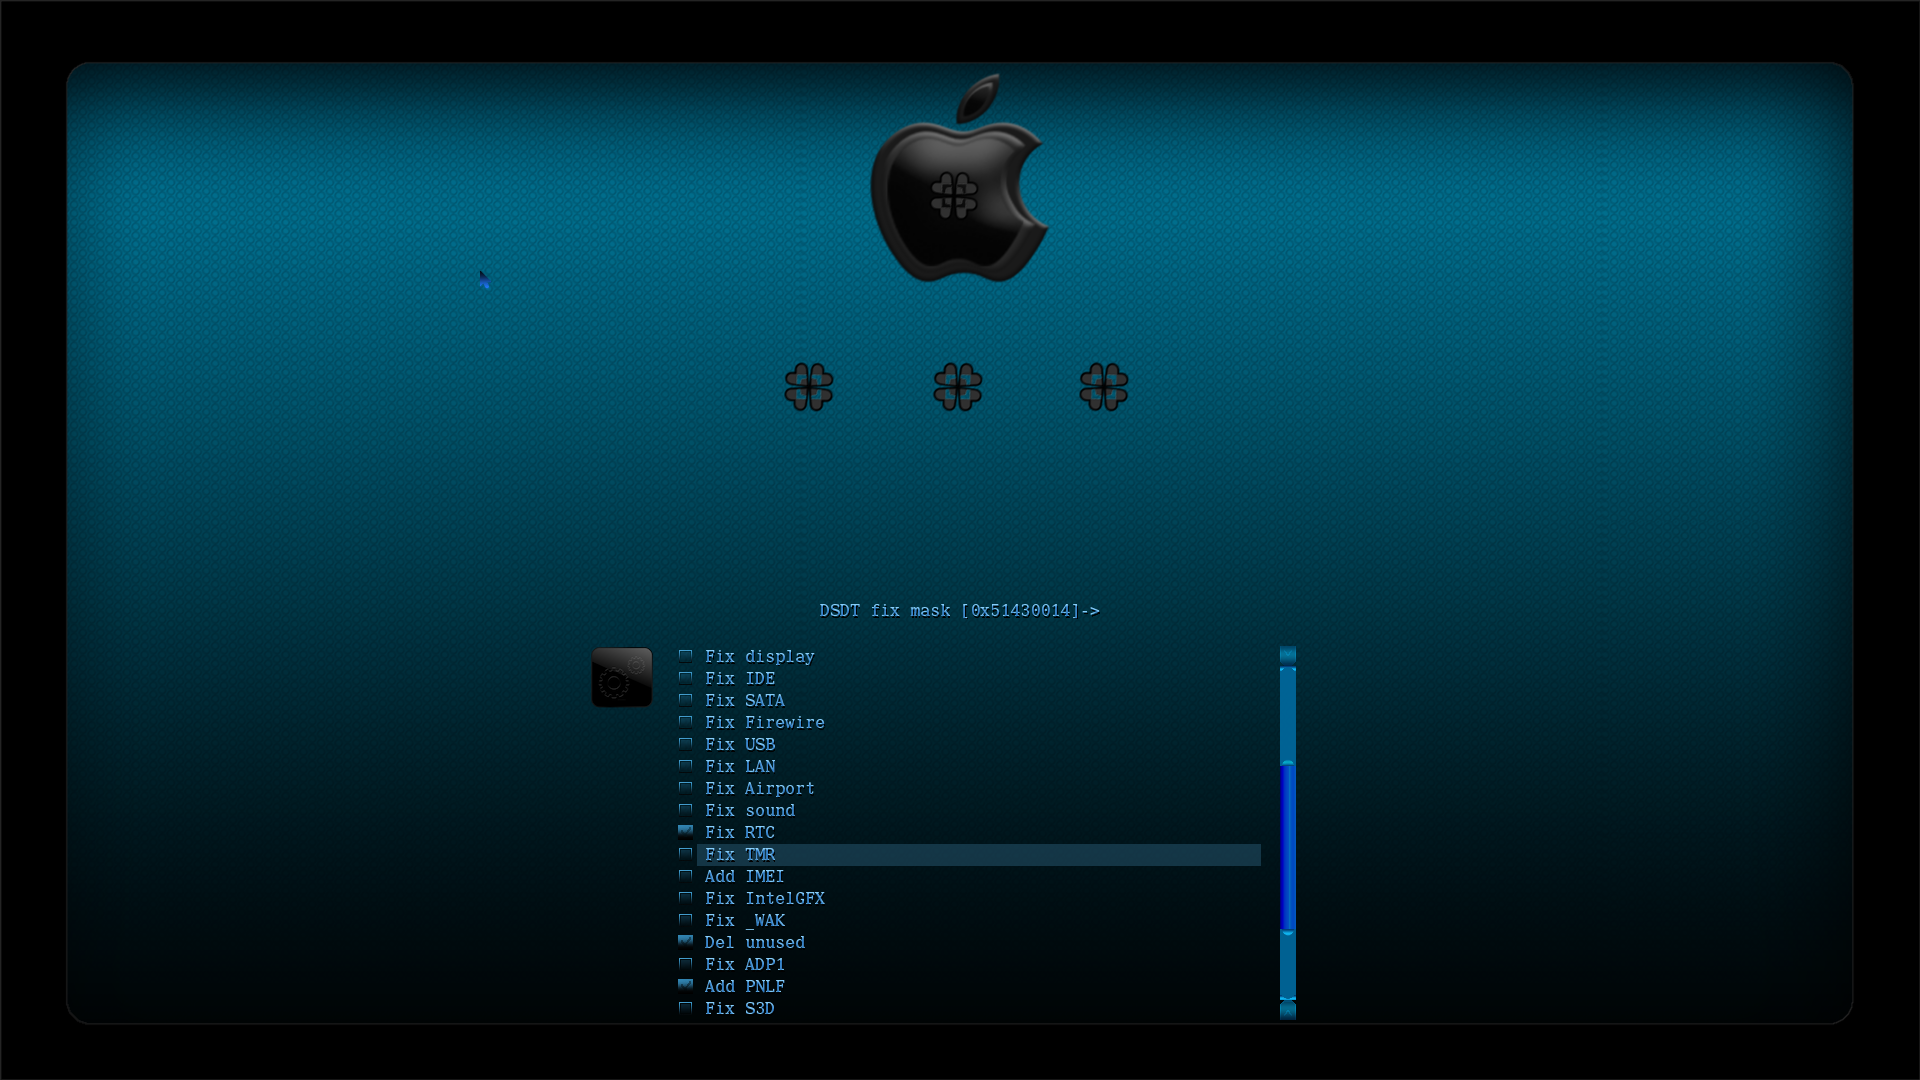 DSDT fix mask [0x51430014]->
Fix display
Fix IDE
Fix SATA
Fix Firewire
Fix USB
Fix LAN
Fix Airport
Fix sound
Fix RTC
Fix TMR
Add IMEI
Fix IntelGFX
Fix _WAK
Del unused
Fix ADP1
Add PNLF
Fix S3D